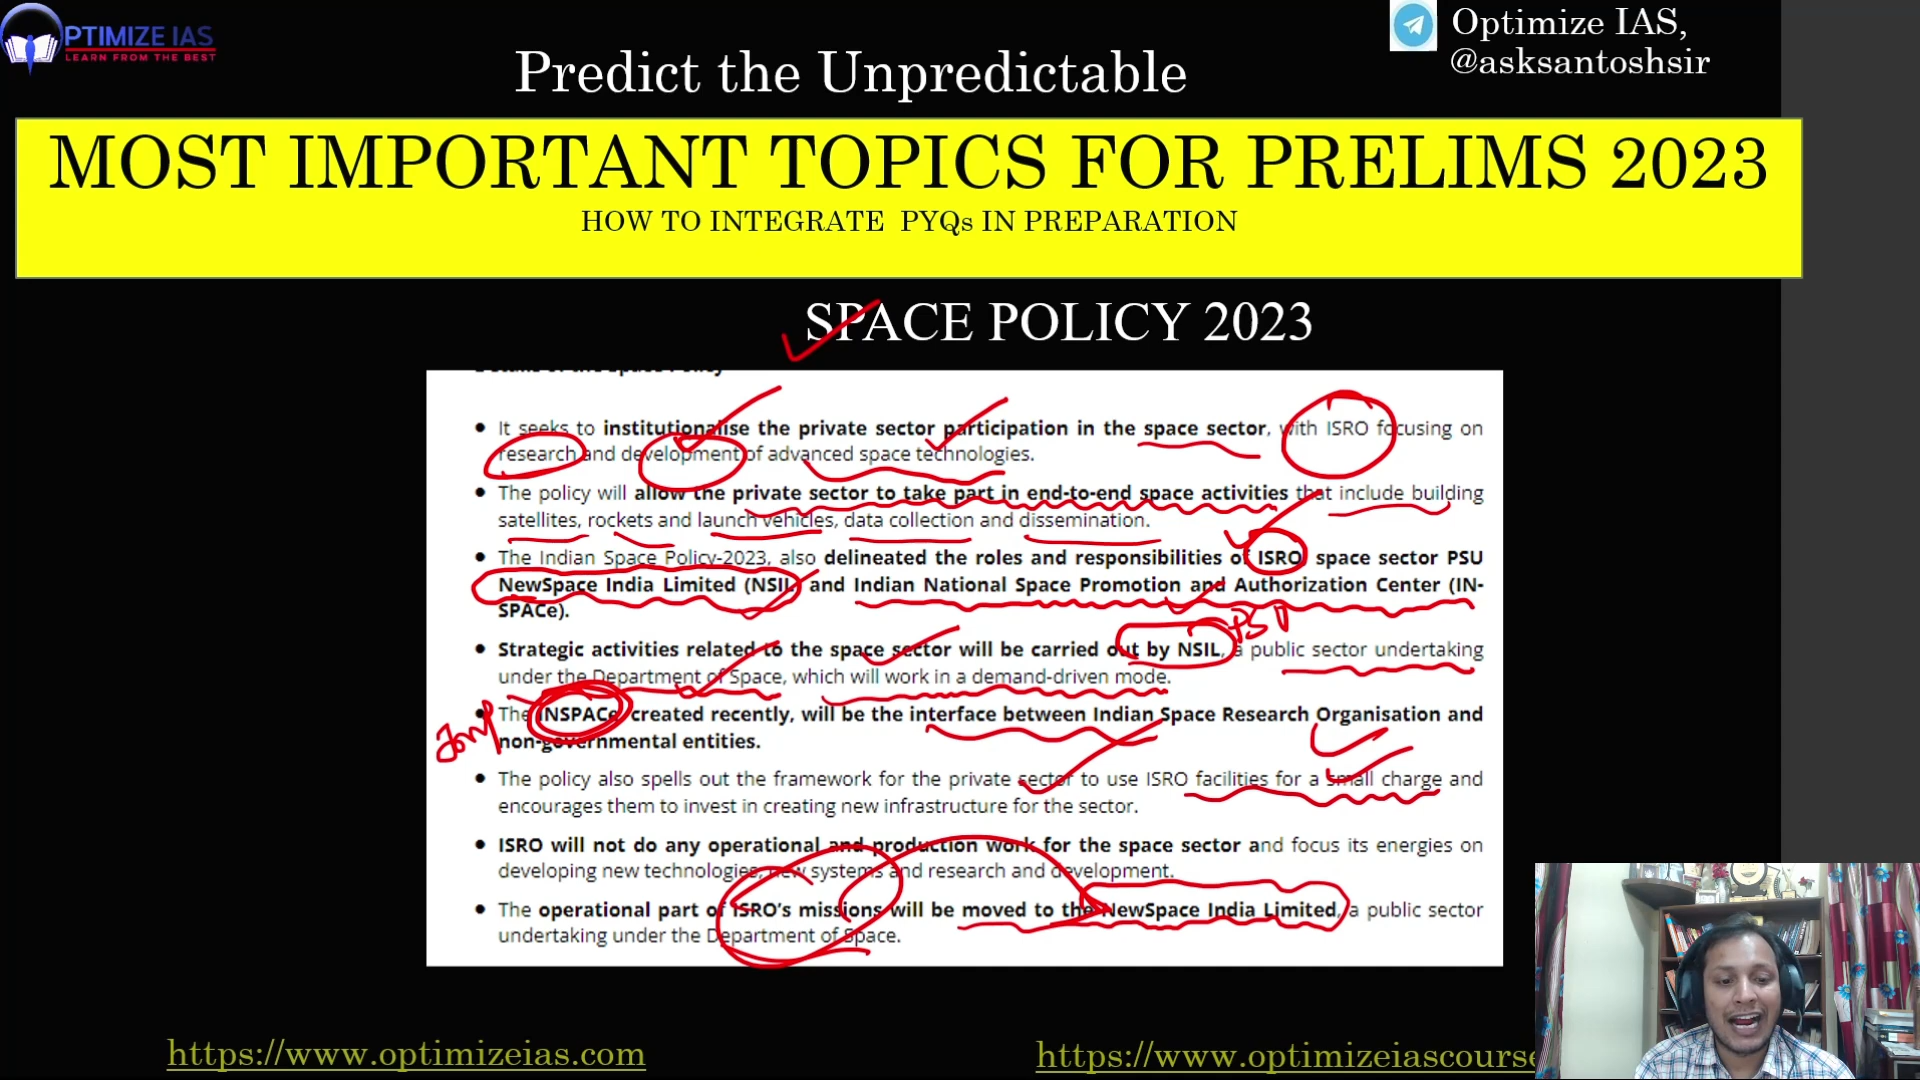 PTIMIZE IAS
LEARN FROM THE BEST
Optimize IAS,
@asksantoshsir
Predict the Unpredictable
MOST IMPORTANT TOPICS FOR PRELIMS 2023
HOW TO INTEGRATE PYQs IN PREPARATION
SPACE POLICY 2023
• It seeks to institutionalise the private sector participation in the space sector, with ISRO focusing on
research and development of advanced space technologies.
• The policy will allow the private sector to take part in end-to-end space activities that include building
satellites, rockets and launch vehicles, data collection and dissemination.
• The Indian Space Policy-2023, also delineated the roles and responsibilities of ISRO, space sector PSU
NewSpace India Limited (NSIL) and Indian National Space Promotion and Authorization Center (IN-
SPACe).
PSU
• Strategic activities related to the space sector will be carried out by NSIL, a public sector undertaking
under the Department of Space, which will work in a demand-driven mode.
• The INSPACe, created recently, will be the interface between Indian Space Research Organisation and
Imp
non-governmental entities.
• The policy also spells out the framework for the private sector to use ISRO facilities for a small charge and
encourages them to invest in creating new infrastructure for the sector.
• ISRO will not do any operational and production work for the space sector and focus its energies on
developing new technologies, new systems and research and development.
• The operational part of ISRO's missions will be moved to the NewSpace India Limited, a public sector
undertaking under the Department of Space.
https://www.optimizeias.com
https://www.optimizeiascourse